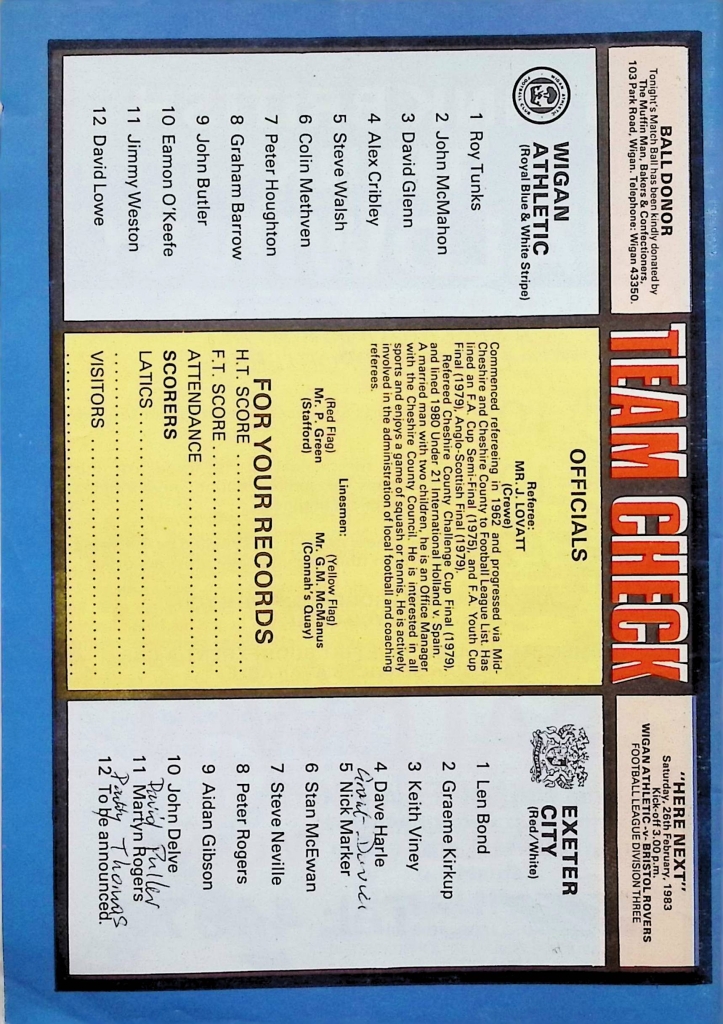 BALL DONOR
Tonight's Match Ball has been kindly donated by
The Muffin Man, Bakers & Confectioners,
103 Park Road, Wigan. Telephone: Wigan 43350.
TEAM CHECK
"HERE NEXT"
Saturday, 26th February, 1983
Kick-off 3.00 p.m.
WIGAN ATHLETIC -v- BRISTOL ROVERS
FOOTBALL LEAGUE DIVISION THREE
WIGAN
ATHLETIC
(Royal Blue & White Stripe)
1 Roy Tunks
2 John McMahon
3 David Glenn
4 Alex Cribley
5 Steve Walsh
6 Colin Methven
7 Peter Houghton
8 Graham Barrow
9 John Butler
10 Eamon O'Keefe
11 Jimmy Weston
12 David Lowe
OFFICIALS
Referee:
MR. J. LOVATT
(Crewe)
Commenced refereeing in 1962 and progressed via Mid-
Cheshire and Cheshire County to Football League List. Has
lined an F.A. Cup Semi-Final (1975), and F.A. Youth Cup
Final (1979), Anglo-Scottish Final (1979).
Refereed Cheshire County Challenge Cup Final (1979),
and lined 1980 Under 21 International Holland v. Spain.
A married man with two children, he is an Office Manager
with the Cheshire County Council. He is interested in all
sports and enjoys a game of squash or tennis. He is actively
involved in the administration of local football and coaching
referees.
Linesmen:
(Red Flag)
Mr. P. Green
(Stafford)
(Yellow Flag)
Mr. G.M. McManus
(Connah's Quay)
FOR YOUR RECORDS
H.T. SCORE
F.T. SCORE
ATTENDANCE
SCORERS
LATICS
VISITORS
EXETER
CITY
(Red/White)
1 Len Bond
2 Graeme Kirkup
3 Keith Viney
4 Dave Harle
5 Nick Marker
6 Stan McEwan
7 Steve Neville
8 Peter Rogers
9 Aidan Gibson
10 John Delve
David Pullen
11 Martyn Rogers
Thomas
12 To be announced.